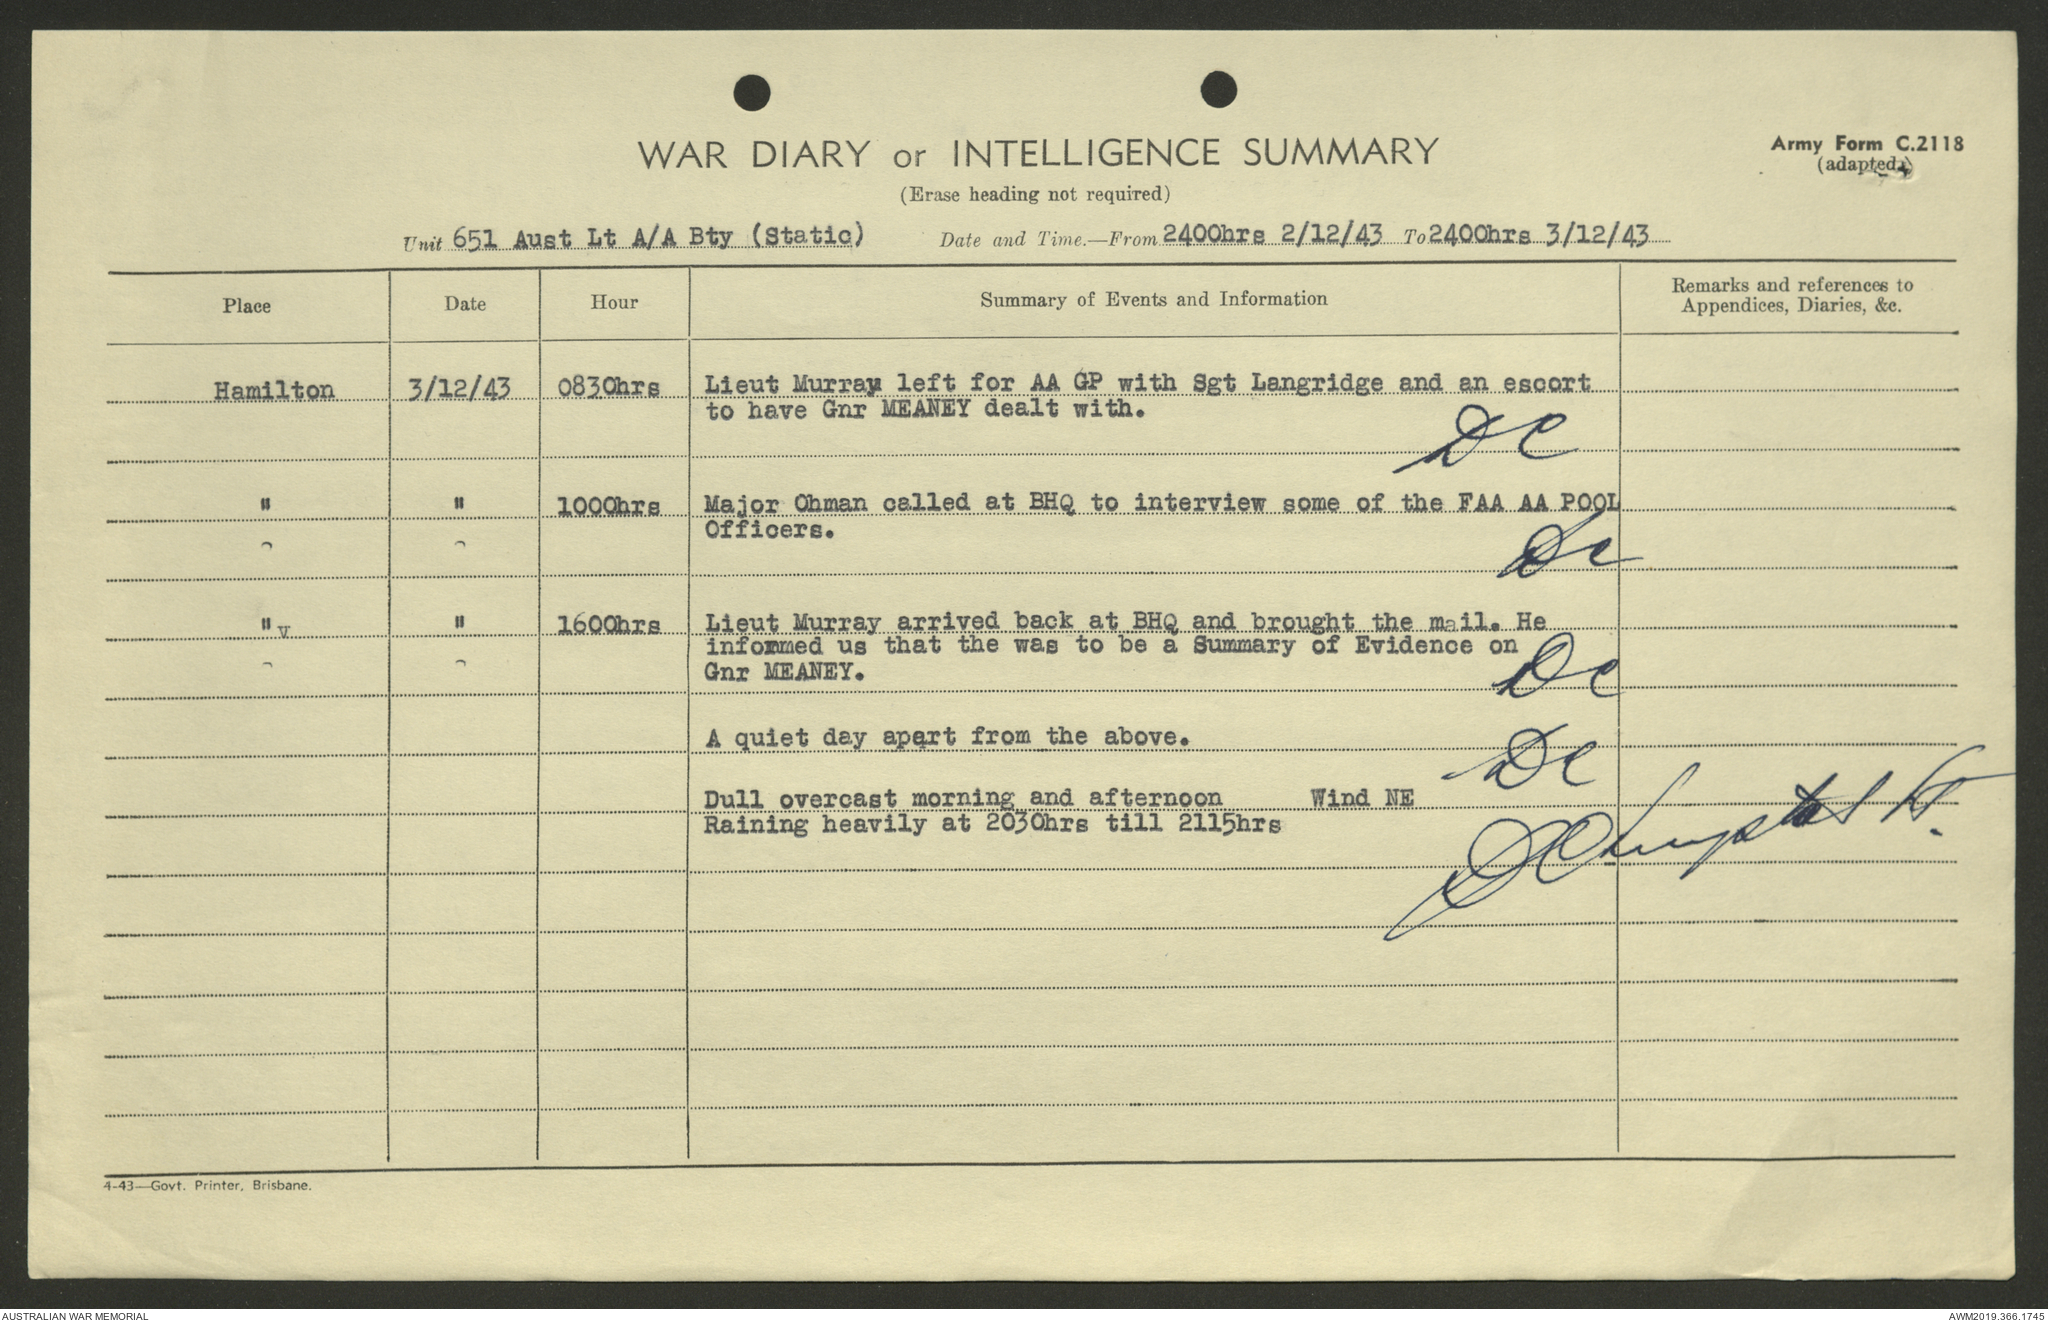 WAR DIARY or INTELLIGENCE SUMMARY
Army Form C.2118
(adapted)
(Erase heading not required)
Unit 651 Aust Lt A/A Bty (Static) Date and Time.—From 2400hrs 2/12/43 To 2400hrs 3/12/43
Place Date Hour Summary of Events and Information Remarks and references to
Appendices, Diaries, &c.
Hamilton 3/12/43 0830hrs Lieut Murray left for AA GP with Sgt Langridge and an escort
to have Gnr MEANEY dealt with.
DC
" " 1000hrs Major Ohman called at BHQ to interview some of the FAA AA POOL
Officers.
DC
" v " 1600hrs Lieut Murray arrived back at BHQ and brought the mail. He
infommed us that the was to be a Summary of Evidence on
Gnr MEANEY.
DC
A quiet day apart from the above.
DC
Dull overcast morning and afternoon Wind NE
Raining heavily at 2030hrs till 2115hrs
4-43—Govt. Printer, Brisbane.
AUSTRALIAN WAR MEMORIAL
AWM2019.366.1745